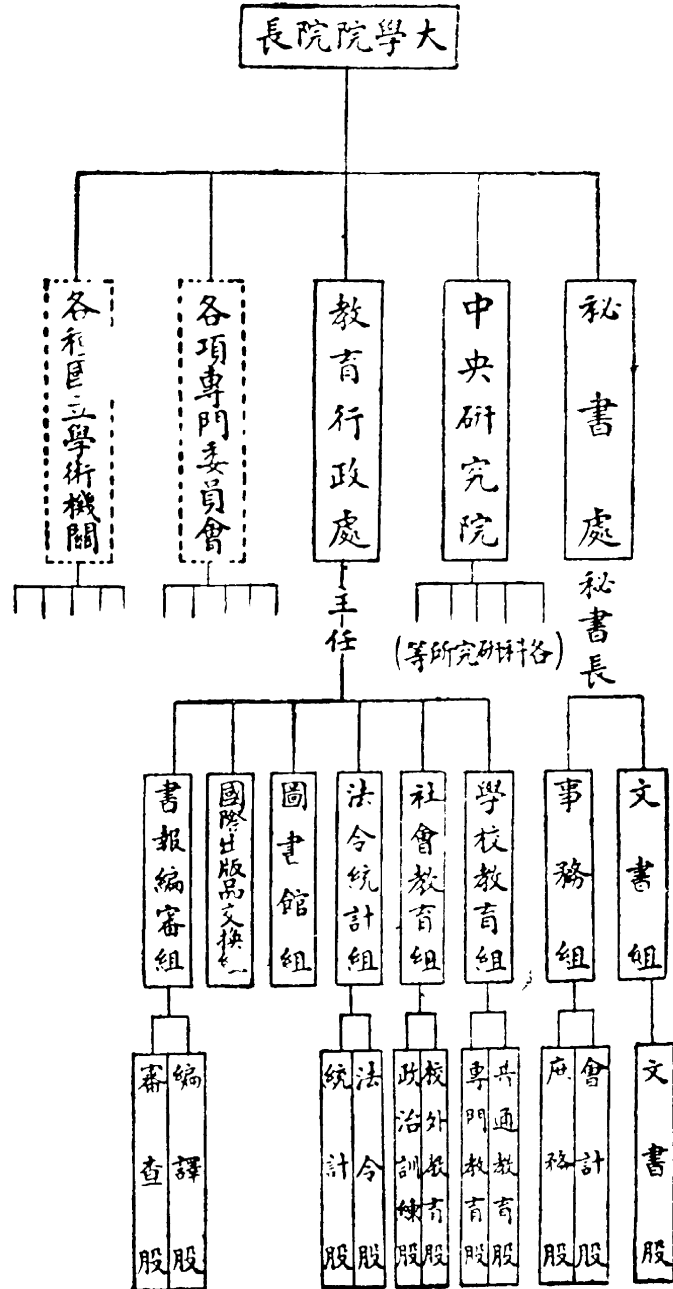 大學院院長
秘書處
中央研究院
教育行政處
各項專門委員會
各種國立學術機關
秘書長
(各科研究所等)
主任
文書組
事務組
學校教育組
社會教育組
法令統計組
圖書館組
國際出版品交換組
書報編審組
文書股
會計股
庶務股
共通教育股
專門教育股
校外教育股
政治訓練股
法令股
統計股
編譯股
審查股